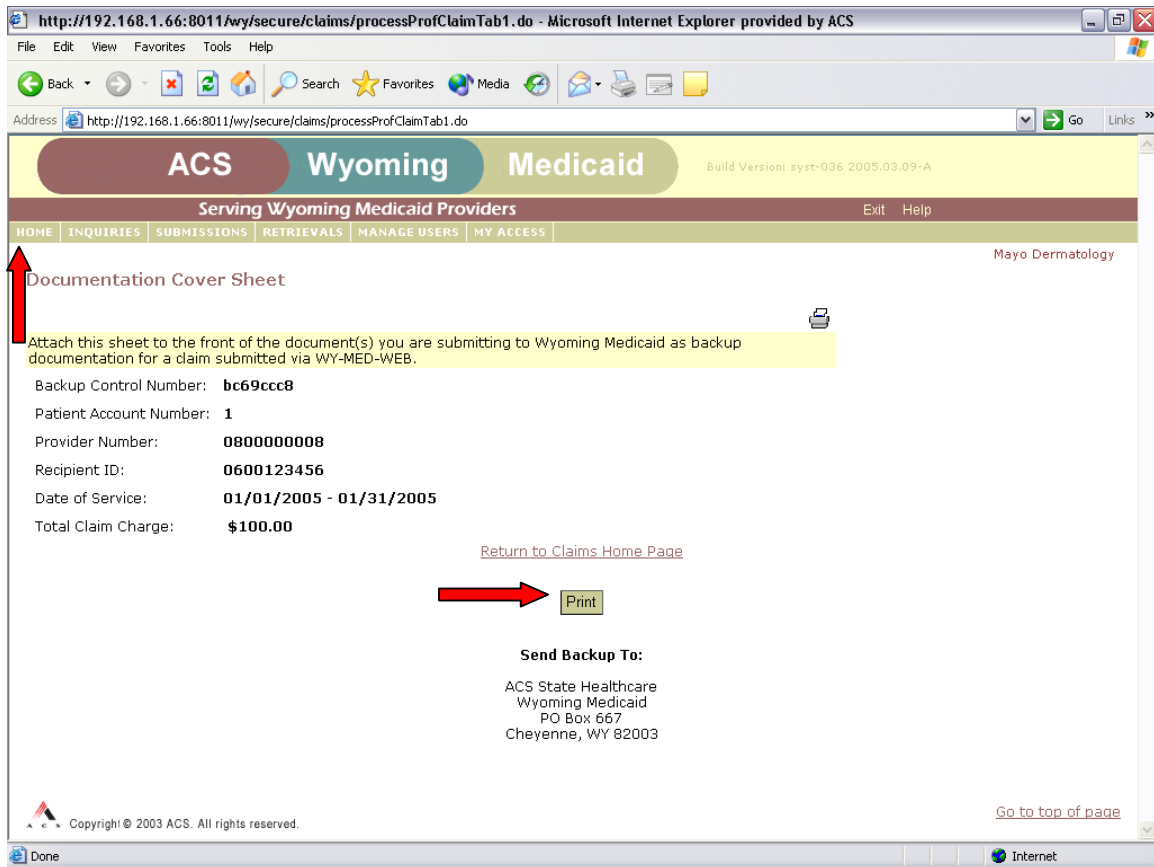 http://192.168.1.66:8011/wy/secure/claims/processProfClaimTab1.do - Microsoft Internet Explorer provided by ACS
File Edit View Favorites Tools Help
Back Search Favorites Media
Address http://192.168.1.66:8011/wy/secure/claims/processProfClaimTab1.do Go Links »
ACS Wyoming Medicaid Build Version: syst-036 2005.03.09-A
Serving Wyoming Medicaid Providers Exit Help
HOME INQUIRIES SUBMISSIONS RETRIEVALS MANAGE USERS MY ACCESS
Mayo Dermatology
Documentation Cover Sheet
Attach this sheet to the front of the document(s) you are submitting to Wyoming Medicaid as backup
documentation for a claim submitted via WY-MED-WEB.
Backup Control Number: bc69ccc8
Patient Account Number: 1
Provider Number: 0800000008
Recipient ID: 0600123456
Date of Service: 01/01/2005 - 01/31/2005
Total Claim Charge: $100.00
Return to Claims Home Page
Print
Send Backup To:
ACS State Healthcare
Wyoming Medicaid
PO Box 667
Cheyenne, WY 82003
Go to top of page
A C S Copyright © 2003 ACS. All rights reserved.
Done Internet